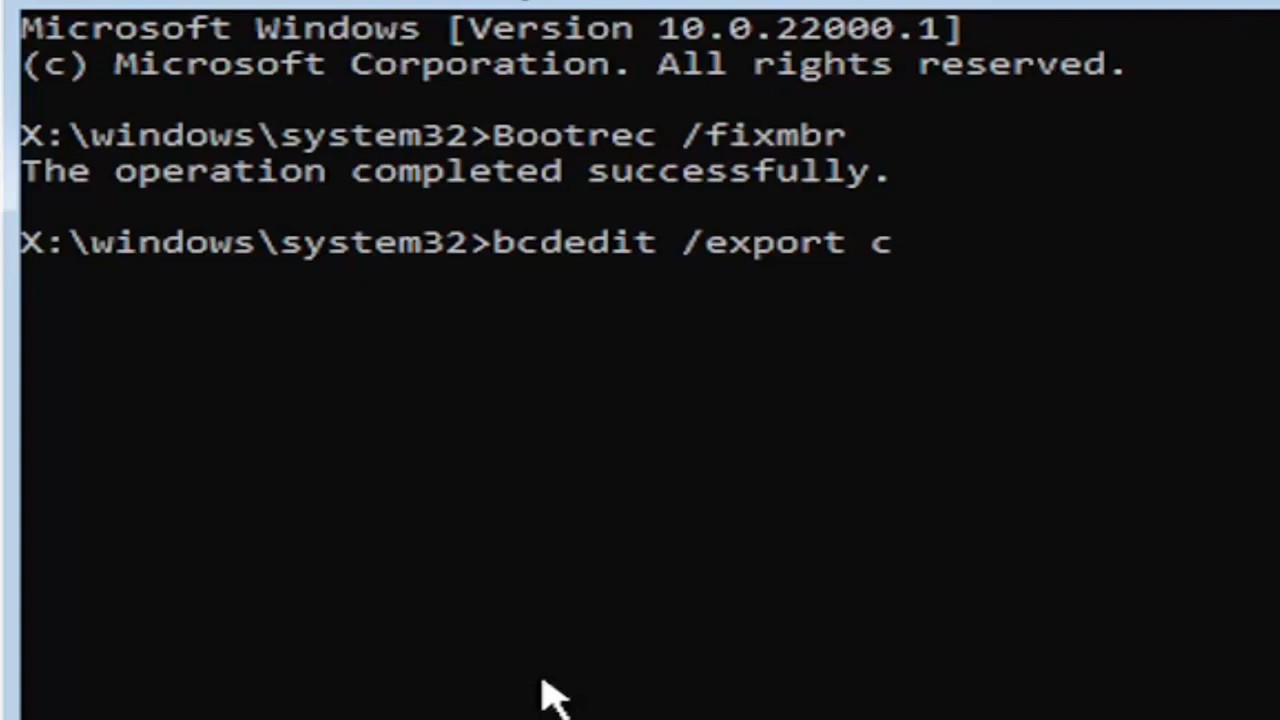 Microsoft Windows [Version 10.0.22000.1]
(c) Microsoft Corporation. All rights reserved.
X:\windows\system32>Bootrec /fixmbr
The operation completed successfully.
X:\windows\system32>bcdedit /export c